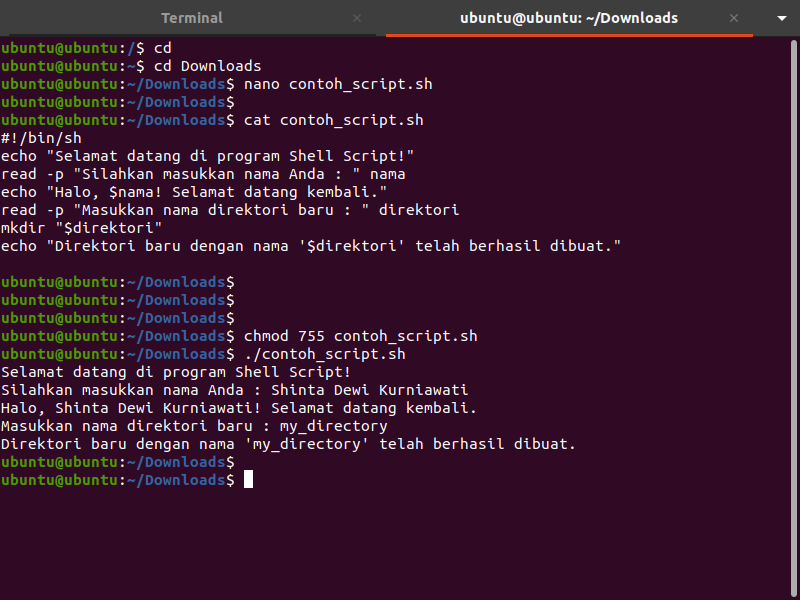 Terminal
ubuntu@ubuntu: ~/Downloads
ubuntu@ubuntu:/$ cd
ubuntu@ubuntu:~$ cd Downloads
ubuntu@ubuntu:~/Downloads$ nano contoh_script.sh
ubuntu@ubuntu:~/Downloads$
ubuntu@ubuntu:~/Downloads$ cat contoh_script.sh
#!/bin/sh
echo "Selamat datang di program Shell Script!"
read -p "Silahkan masukkan nama Anda : " nama
echo "Halo, $nama! Selamat datang kembali."
read -p "Masukkan nama direktori baru : " direktori
mkdir "$direktori"
echo "Direktori baru dengan nama '$direktori' telah berhasil dibuat."
ubuntu@ubuntu:~/Downloads$
ubuntu@ubuntu:~/Downloads$
ubuntu@ubuntu:~/Downloads$
ubuntu@ubuntu:~/Downloads$ chmod 755 contoh_script.sh
ubuntu@ubuntu:~/Downloads$ ./contoh_script.sh
Selamat datang di program Shell Script!
Silahkan masukkan nama Anda : Shinta Dewi Kurniawati
Halo, Shinta Dewi Kurniawati! Selamat datang kembali.
Masukkan nama direktori baru : my_directory
Direktori baru dengan nama 'my_directory' telah berhasil dibuat.
ubuntu@ubuntu:~/Downloads$
ubuntu@ubuntu:~/Downloads$